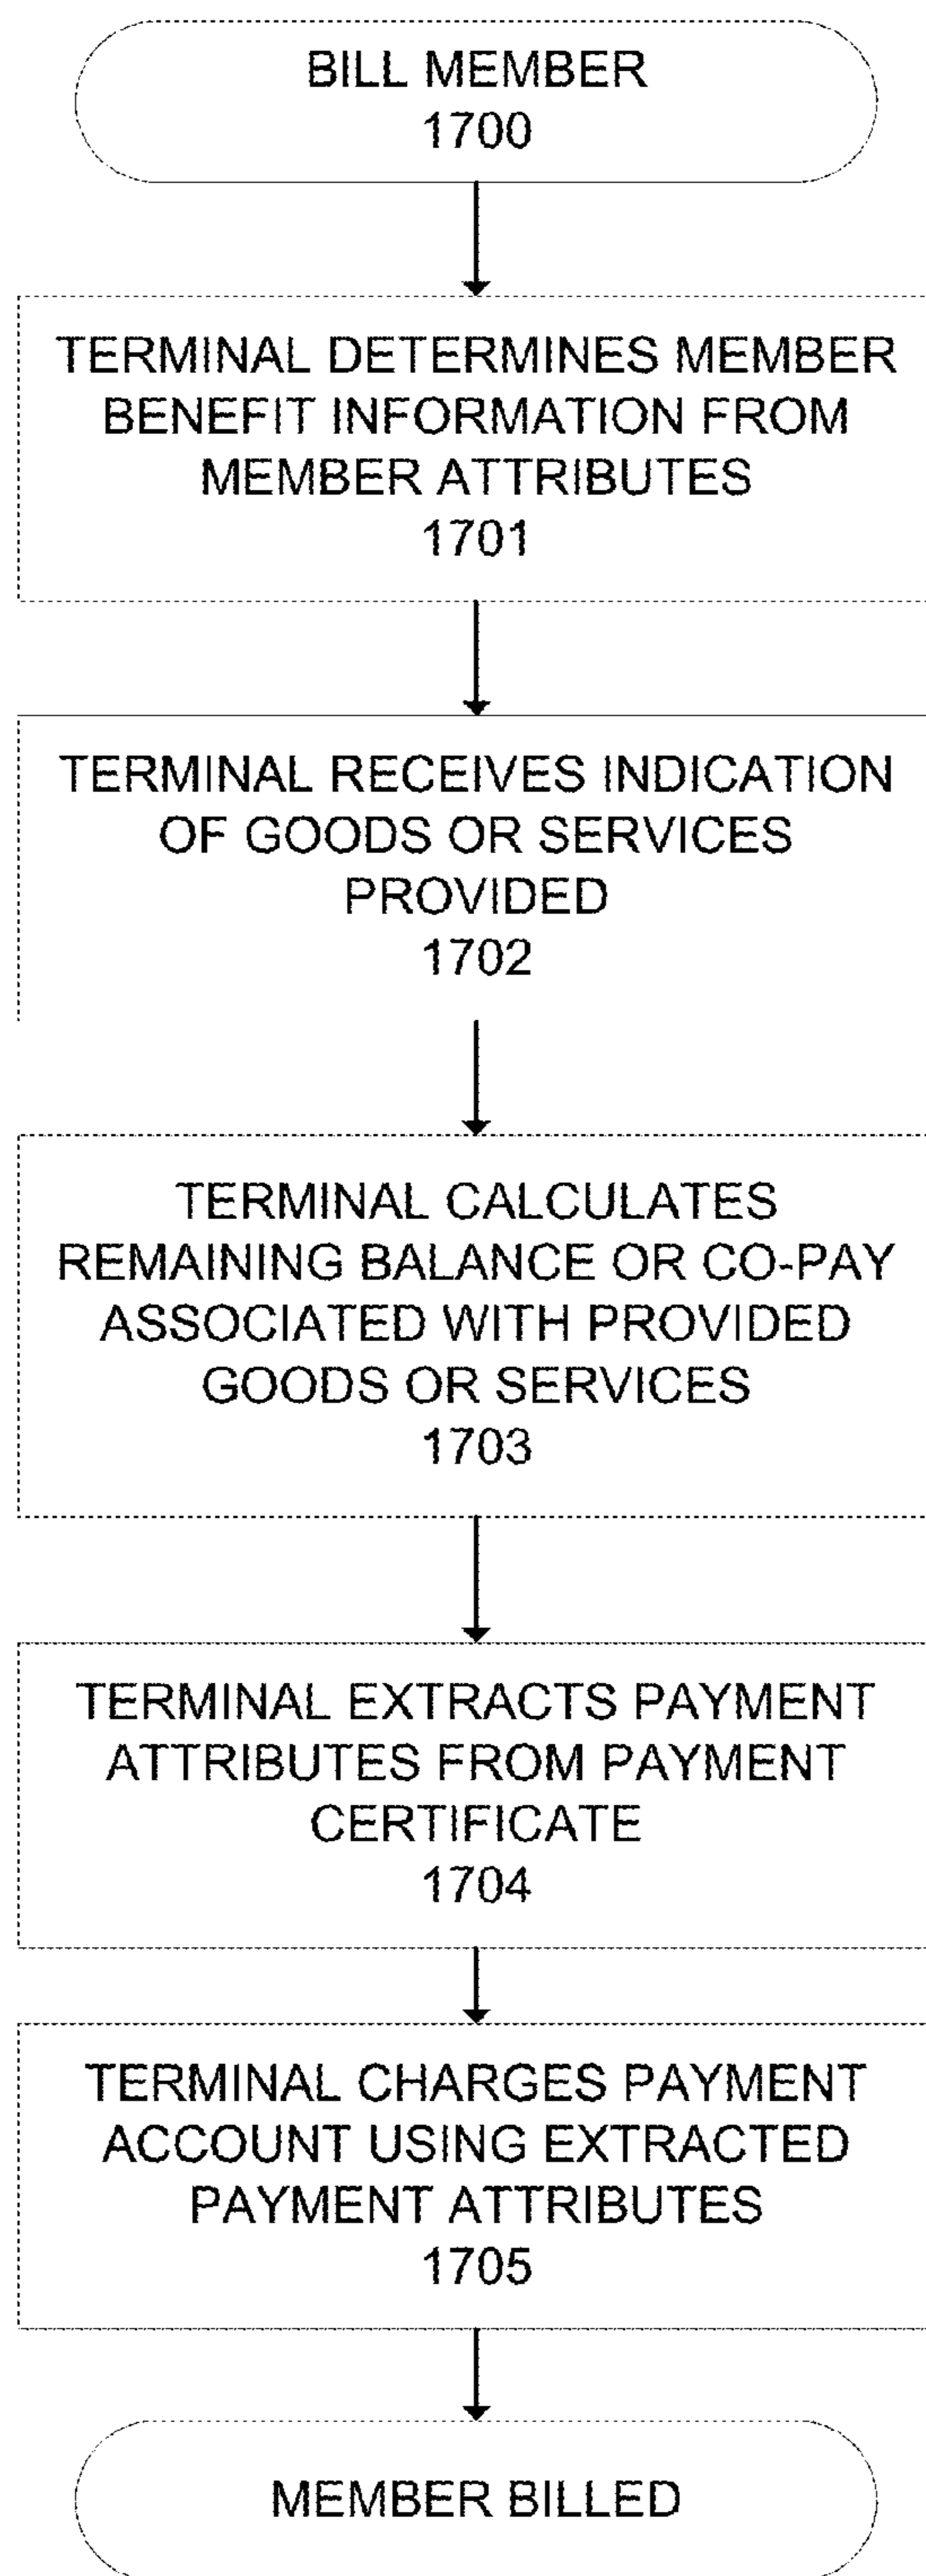 BILL MEMBER
1700
TERMINAL DETERMINES MEMBER
BENEFIT INFORMATION FROM
MEMBER ATTRIBUTES
1701
TERMINAL RECEIVES INDICATION
OF GOODS OR SERVICES
PROVIDED
1702
TERMINAL CALCULATES
REMAINING BALANCE OR CO-PAY
ASSOCIATED WITH PROVIDED
GOODS OR SERVICES
1703
TERMINAL EXTRACTS PAYMENT
ATTRIBUTES FROM PAYMENT
CERTIFICATE
1704
TERMINAL CHARGES PAYMENT
ACCOUNT USING EXTRACTED
PAYMENT ATTRIBUTES
1705
MEMBER BILLED